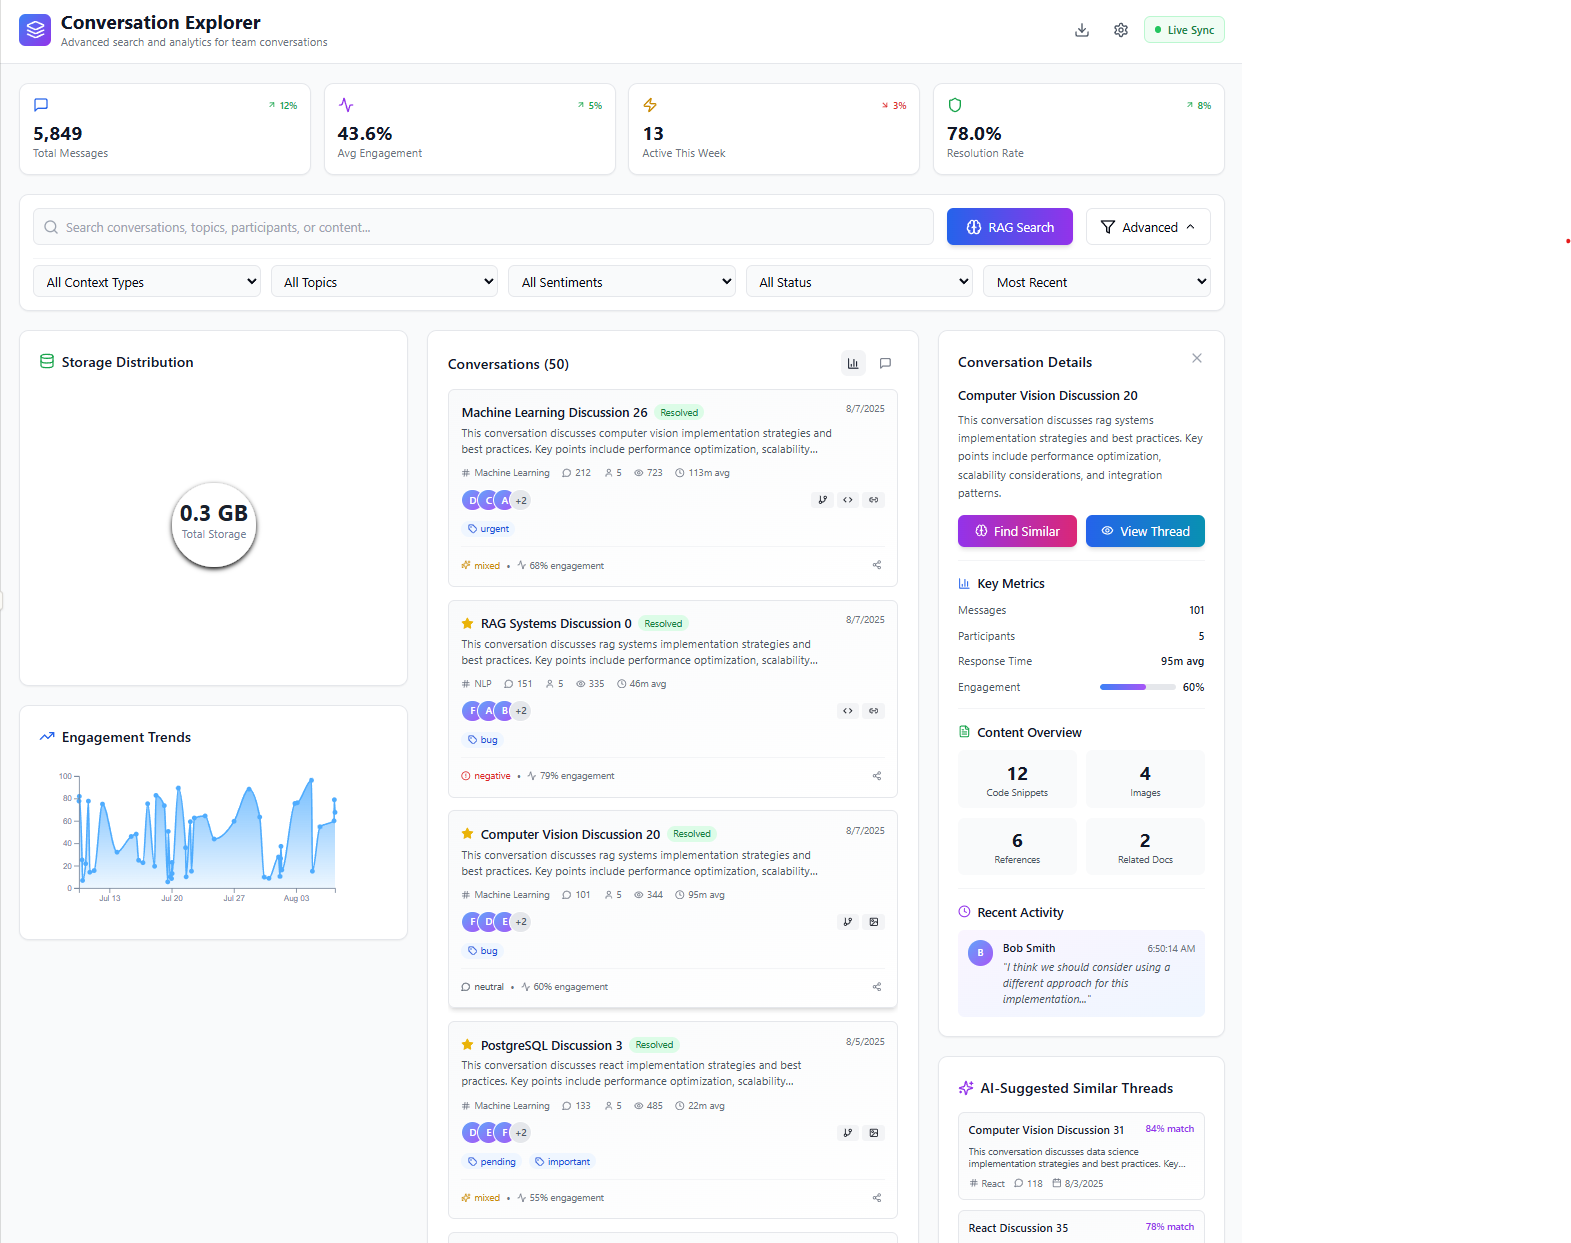 Conversation Explorer
Advanced search and analytics for team conversations
Live Sync
12%
5,849
Total Messages
5%
43.6%
Avg Engagement
3%
13
Active This Week
8%
78.0%
Resolution Rate
Search conversations, topics, participants, or content...
RAG Search
Advanced
All Context Types
All Topics
All Sentiments
All Status
Most Recent
Storage Distribution
0.3 GB
Total Storage
Engagement Trends
100
80
60
40
20
0
Jul 13
Jul 20
Jul 27
Aug 03
Conversations (50)
Machine Learning Discussion 26
Resolved
8/7/2025
This conversation discusses computer vision implementation strategies and
best practices. Key points include performance optimization, scalability...
# Machine Learning
212
5
723
113m avg
D
C
A
+2
urgent
mixed • 68% engagement
RAG Systems Discussion 0
Resolved
8/7/2025
This conversation discusses rag systems implementation strategies and
best practices. Key points include performance optimization, scalability...
# NLP
151
5
335
46m avg
F
A
B
+2
bug
negative • 79% engagement
Computer Vision Discussion 20
Resolved
8/7/2025
This conversation discusses rag systems implementation strategies and
best practices. Key points include performance optimization, scalability...
# Machine Learning
101
5
344
95m avg
F
D
E
+2
bug
neutral • 60% engagement
PostgreSQL Discussion 3
Resolved
8/5/2025
This conversation discusses react implementation strategies and best
practices. Key points include performance optimization, scalability...
# Machine Learning
133
5
485
22m avg
D
E
F
+2
pending
important
mixed • 55% engagement
Conversation Details
Computer Vision Discussion 20
This conversation discusses rag systems
implementation strategies and best practices. Key
points include performance optimization,
scalability considerations, and integration
patterns.
Find Similar
View Thread
Key Metrics
Messages
101
Participants
5
Response Time
95m avg
Engagement
60%
Content Overview
12
Code Snippets
4
Images
6
References
2
Related Docs
Recent Activity
B
Bob Smith
6:50:14 AM
"I think we should consider using a
different approach for this
implementation..."
AI-Suggested Similar Threads
Computer Vision Discussion 31
84% match
This conversation discusses data science
implementation strategies and best practices. Key...
# React
118
8/3/2025
React Discussion 35
78% match